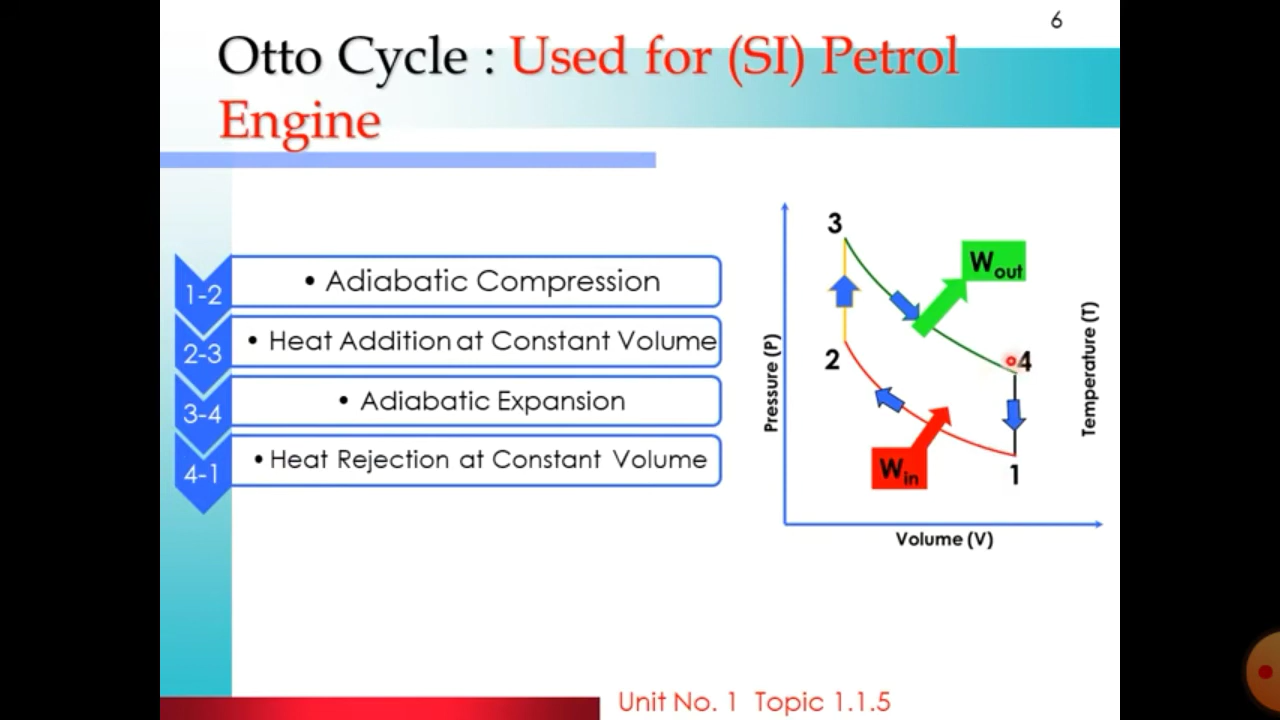 6
Otto Cycle : Used for (SI) Petrol
Engine
1-2
• Adiabatic Compression
2-3
• Heat Addition at Constant Volume
3-4
• Adiabatic Expansion
4-1
• Heat Rejection at Constant Volume
3
Wout
2
4
Win
1
Pressure (P)
Temperature (T)
Volume (V)
Unit No. 1 Topic 1.1.5